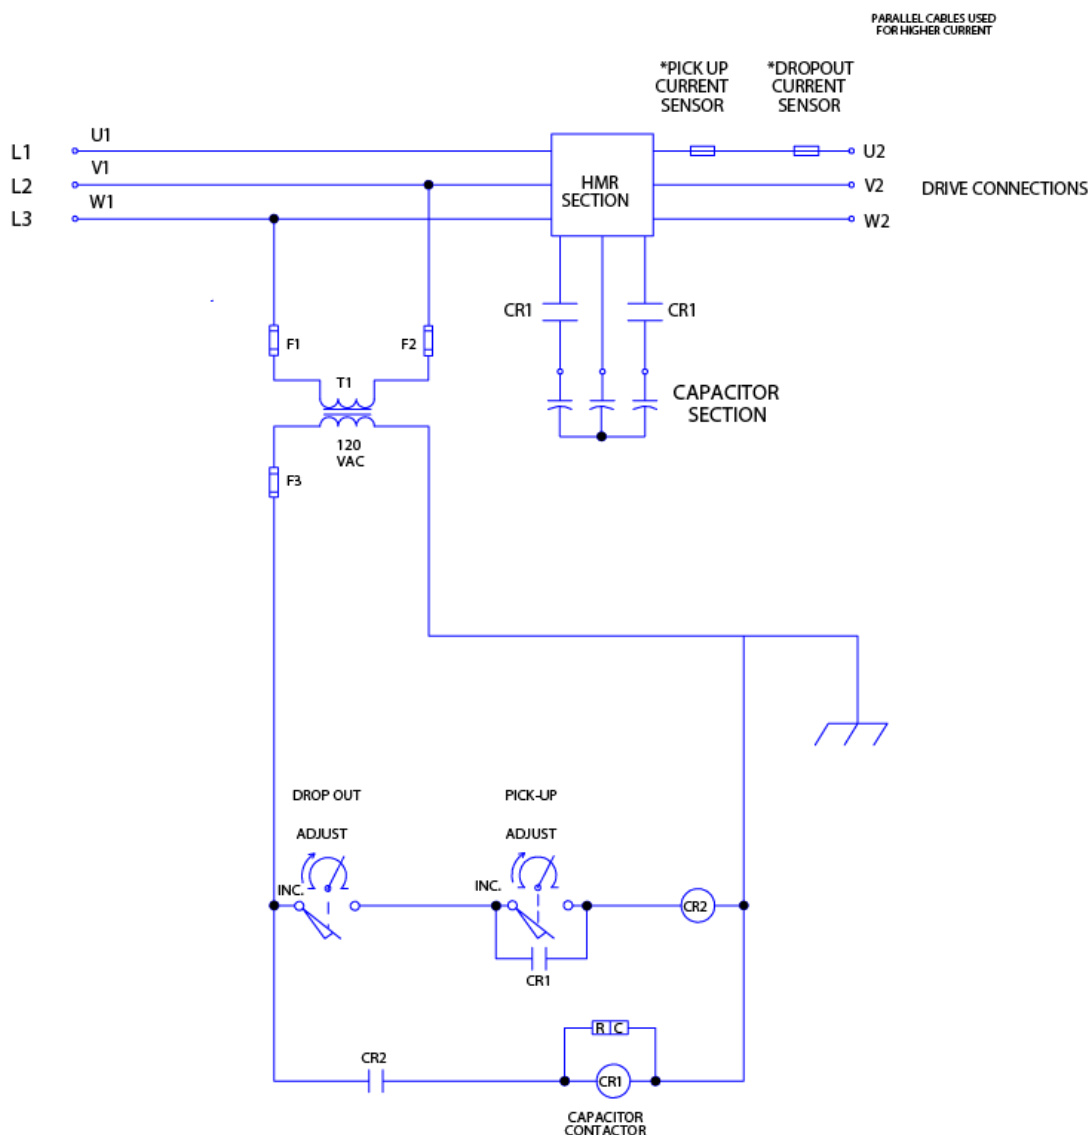 PARALLEL CABLES USED
FOR HIGHER CURRENT
*PICK UP
CURRENT
SENSOR
*DROPOUT
CURRENT
SENSOR
L1
U1
U2
L2
V1
HMR
SECTION
V2
DRIVE CONNECTIONS
L3
W1
W2
CR1
CR1
F1
F2
T1
CAPACITOR
SECTION
120
VAC
F3
DROP OUT
ADJUST
INC.
PICK-UP
ADJUST
INC.
CR2
CR1
R C
CR2
CR1
CAPACITOR
CONTACTOR